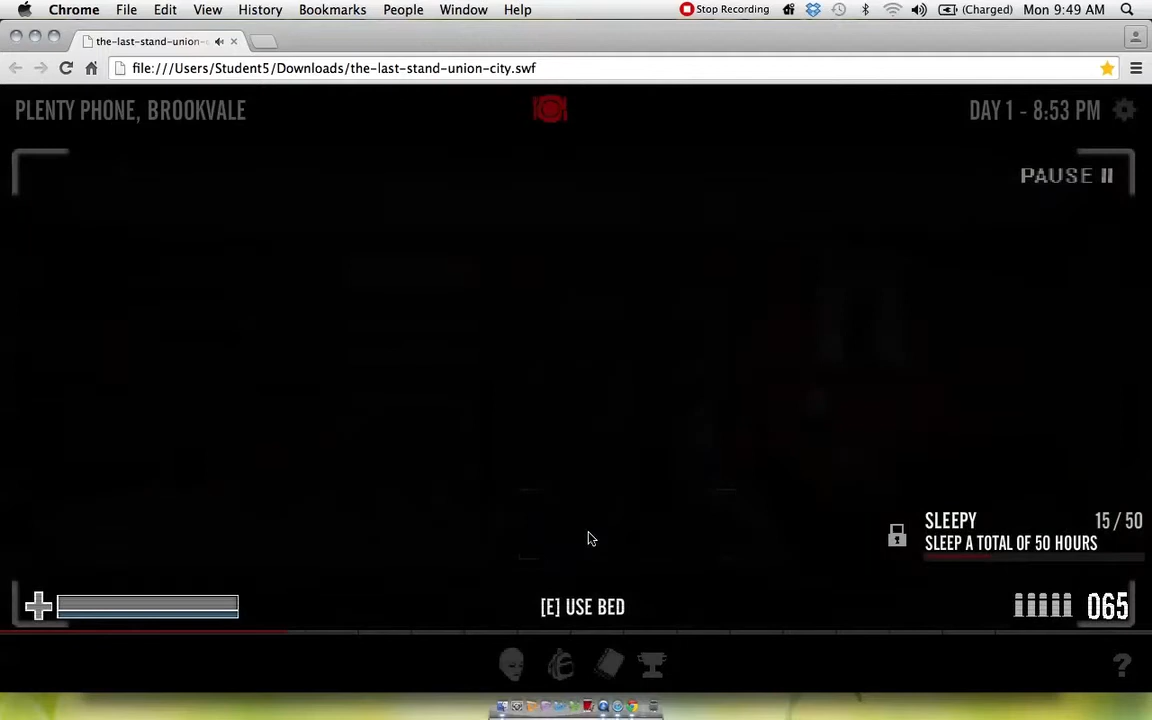 Chrome File Edit View History Bookmarks People Window Help Stop Recording (Charged) Mon 9:49 AM
the-last-stand-union-
file:///Users/Student5/Downloads/the-last-stand-union-city.swf
PLENTY PHONE, BROOKVALE DAY 1 - 8:53 PM
PAUSE
SLEEPY 15 / 50
SLEEP A TOTAL OF 50 HOURS
[E] USE BED 065
?